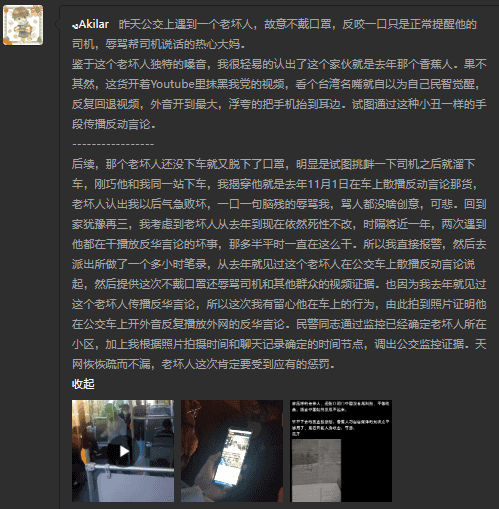 Akilar 昨天公交上遇到一个老坏人，故意不戴口罩，反咬一口只是正常提醒他的
司机，辱骂帮司机说话的热心大妈。
鉴于这个老坏人独特的嗓音，我很轻易的认出了这个家伙就是去年那个香蕉人。果不
其然，这货开着Youtube里抹黑我党的视频，看个台湾名嘴就自以为自己民智觉醒，
反复回退视频，外音开到最大，浮夸的把手机抬到耳边。试图通过这种小丑一样的手
段传播反动言论。
-----------------
后续，那个老坏人还没下车就又脱下了口罩，明显是试图挑衅一下司机之后就溜下
车，刚巧他和我同一站下车，我揭穿他就是去年11月1日在车上散播反动言论那货，
老坏人认出我以后气急败坏，一口一句脑残的辱骂我，骂人都没啥创意，可悲。回到
家犹豫再三，我考虑到老坏人从去年到现在依然死性不改，时隔将近一年，两次遇到
他都在干播放反华言论的坏事，那多半平时一直在这么干。所以我直接报警，然后去
派出所做了一个多小时笔录，从去年就见过这个老坏人在公交车上散播反动言论说
起，然后提供这次不戴口罩还辱骂司机和其他群众的视频证据。也因为我去年就见过
这个老坏人传播反华言论，所以这次我有留心他在车上的行为，由此拍到照片证明他
在公交车上开外音反复播放外网的反华言论。民警同志通过监控已经确定老坏人所在
小区，加上我根据照片拍摄时间和聊天记录确定的时间节点，调出公交监控证据。天
网恢恢疏而不漏，老坏人这次肯定要受到应有的惩罚。
收起